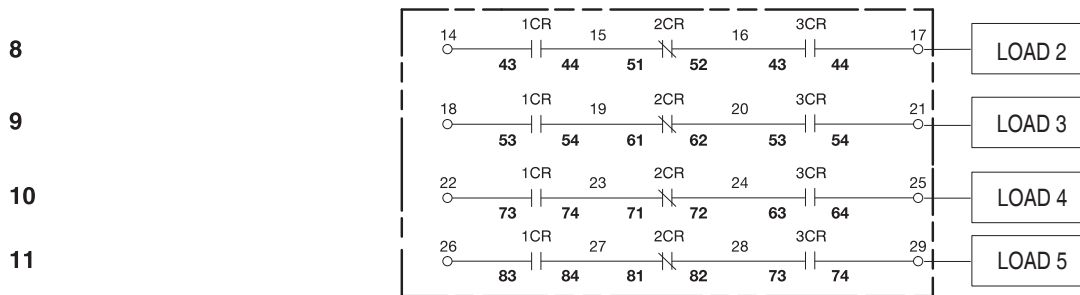 1CR 2CR 3CR
8 14 15 16 17 LOAD 2
43 44 51 52 43 44
1CR 2CR 3CR
9 18 19 20 21 LOAD 3
53 54 61 62 53 54
1CR 2CR 3CR
10 22 23 24 25 LOAD 4
73 74 71 72 63 64
1CR 2CR 3CR
11 26 27 28 29 LOAD 5
83 84 81 82 73 74